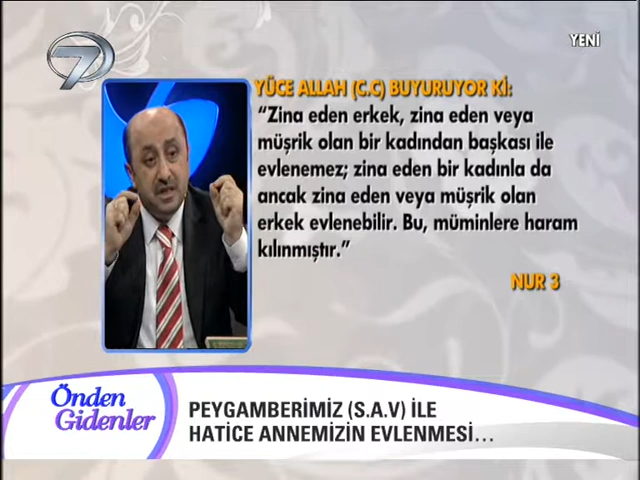 7
YENİ
YÜCE ALLAH (C.C) BUYURUYOR Kİ:
“Zina eden erkek, zina eden veya
müşrik olan bir kadından başkası ile
evlenemez; zina eden bir kadınla da
ancak zina eden veya müşrik olan
erkek evlenebilir. Bu, müminlere haram
kılınmıştır.”
NUR 3
Önden
Gidenler
PEYGAMBERİMİZ (S.A.V) İLE
HATİCE ANNEMİZİN EVLENMESİ...